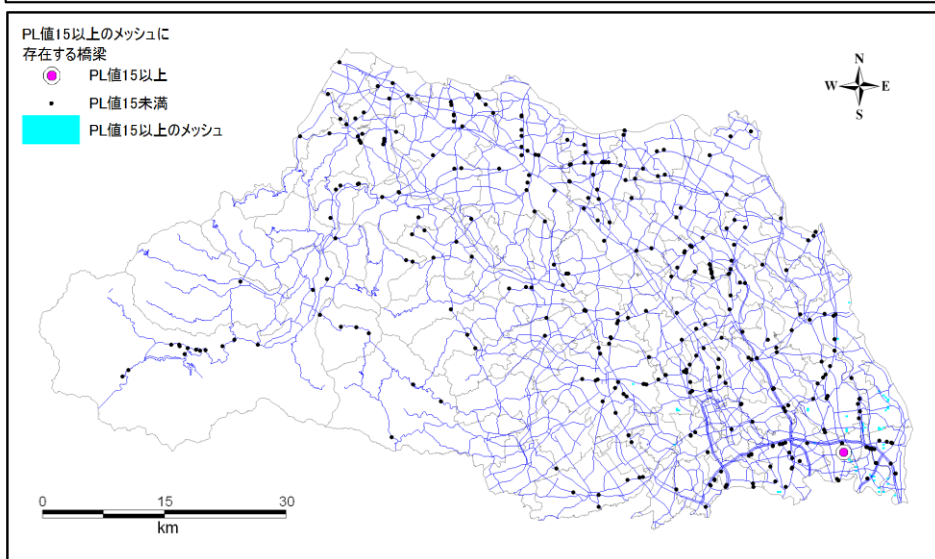 PL値15以上のメッシュに
存在する橋梁
PL値15以上
PL値15未満
PL値15以上のメッシュ
N
W E
S
0 15 30
km